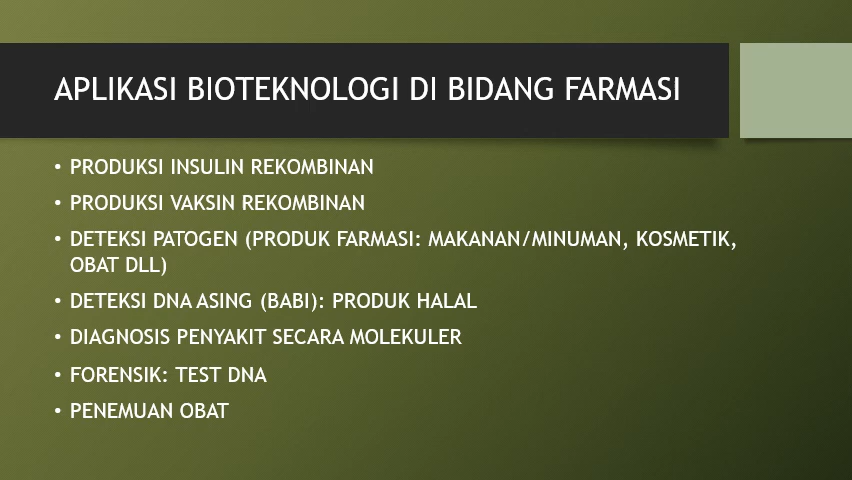 APLIKASI BIOTEKNOLOGI DI BIDANG FARMASI
• PRODUKSI INSULIN REKOMBINAN
• PRODUKSI VAKSIN REKOMBINAN
• DETEKSI PATOGEN (PRODUK FARMASI: MAKANAN/MINUMAN, KOSMETIK,
OBAT DLL)
• DETEKSI DNA ASING (BABI): PRODUK HALAL
• DIAGNOSIS PENYAKIT SECARA MOLEKULER
• FORENSIK: TEST DNA
• PENEMUAN OBAT